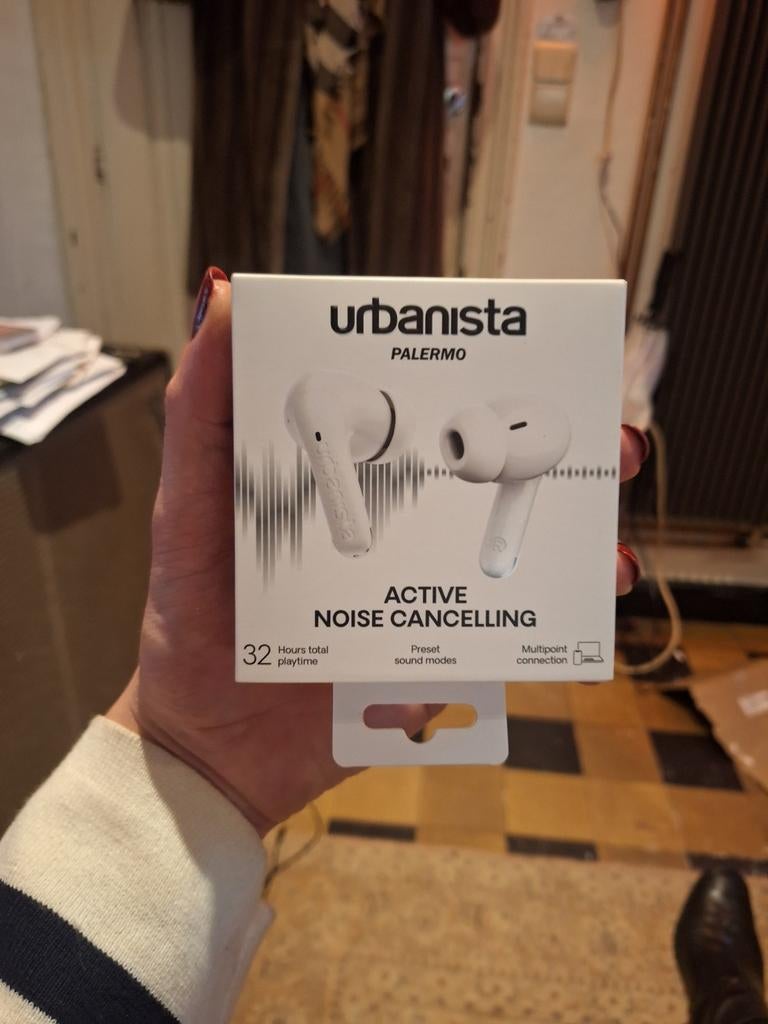 urbanista
PALERMO
urbanista
ACTIVE
NOISE CANCELLING
32 Hours total
playtime
Preset
sound modes
Multipoint
connection